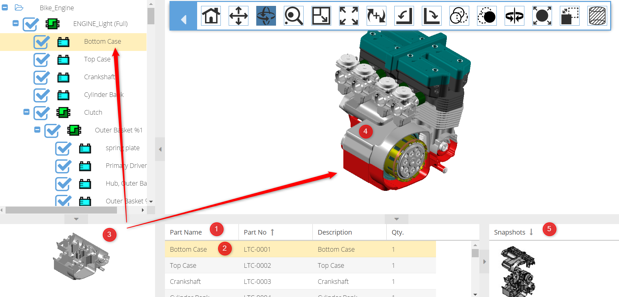 Bike_Engine
ENGINE_Light (Full)
Bottom Case
Top Case
Crankshaft
Cylinder Bank
Clutch
Outer Basket %1
spring plate
Primary Driver
Hub, Outer Ba
Outer Basket
4
3
Part Name 1 Part No ↑ Description Qty. Snapshots ↓ 5
Bottom Case 2 LTC-0001 Bottom Case 1
Top Case LTC-0002 Top Case 1
Crankshaft LTC-0003 Crankshaft 1